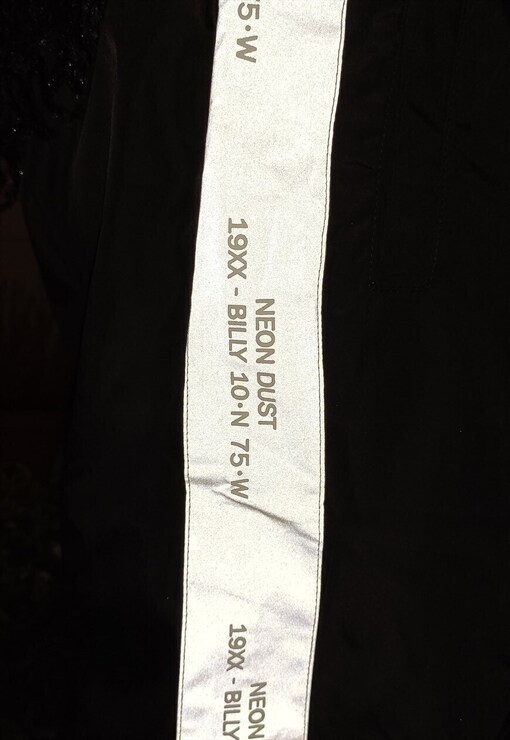 75•W
NEON DUST
19XX - BILLY 10•N 75•W
NEON
19XX - BILLY